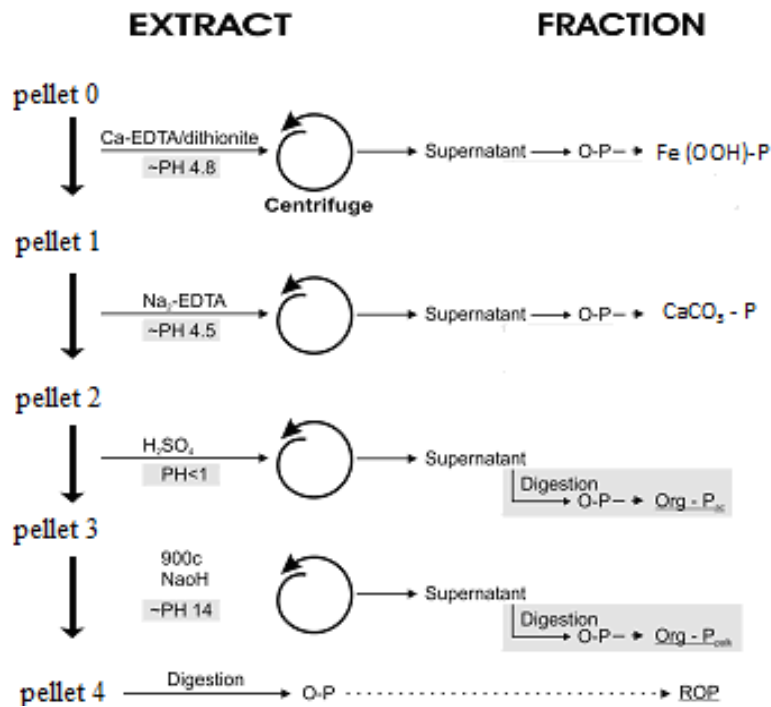 EXTRACT FRACTION
pellet 0
Ca-EDTA/dithionite
~PH 4.8
Centrifuge
Supernatant O-P Fe (OOH)-P
pellet 1
Na₂-EDTA
~PH 4.5
Supernatant O-P CaCO₃ - P
pellet 2
H₂SO₄
PH<1
Supernatant
Digestion
O-P Org - Pac
pellet 3
900c
NaoH
~PH 14
Supernatant
Digestion
O-P Org -
pellet 4 Digestion O-P ROP